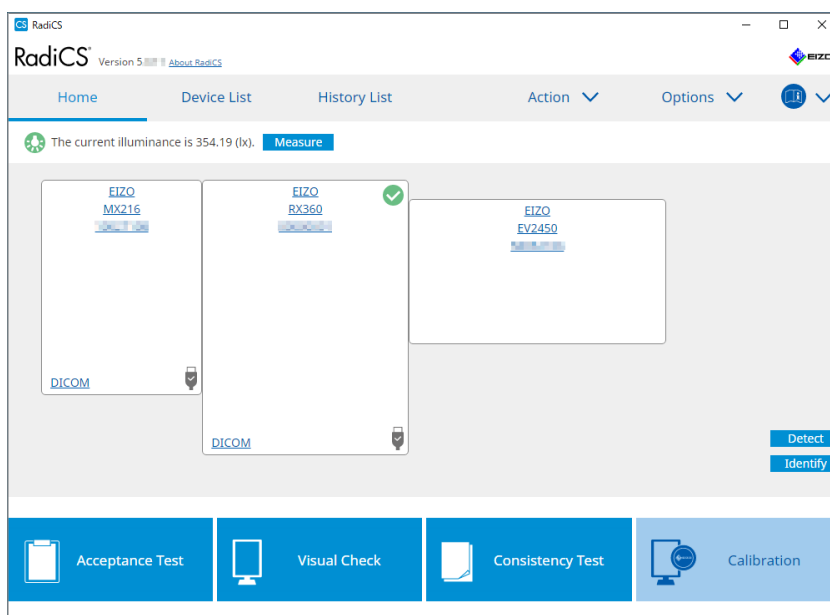 CS RadiCS
RadiCS® Version 5. About RadiCS
EIZO
Home Device List History List Action Options
The current illuminance is 354.19 (lx). Measure
EIZO
MX216
DICOM
EIZO
RX360
DICOM
EIZO
EV2450
Detect
Identify
Acceptance Test Visual Check Consistency Test Calibration